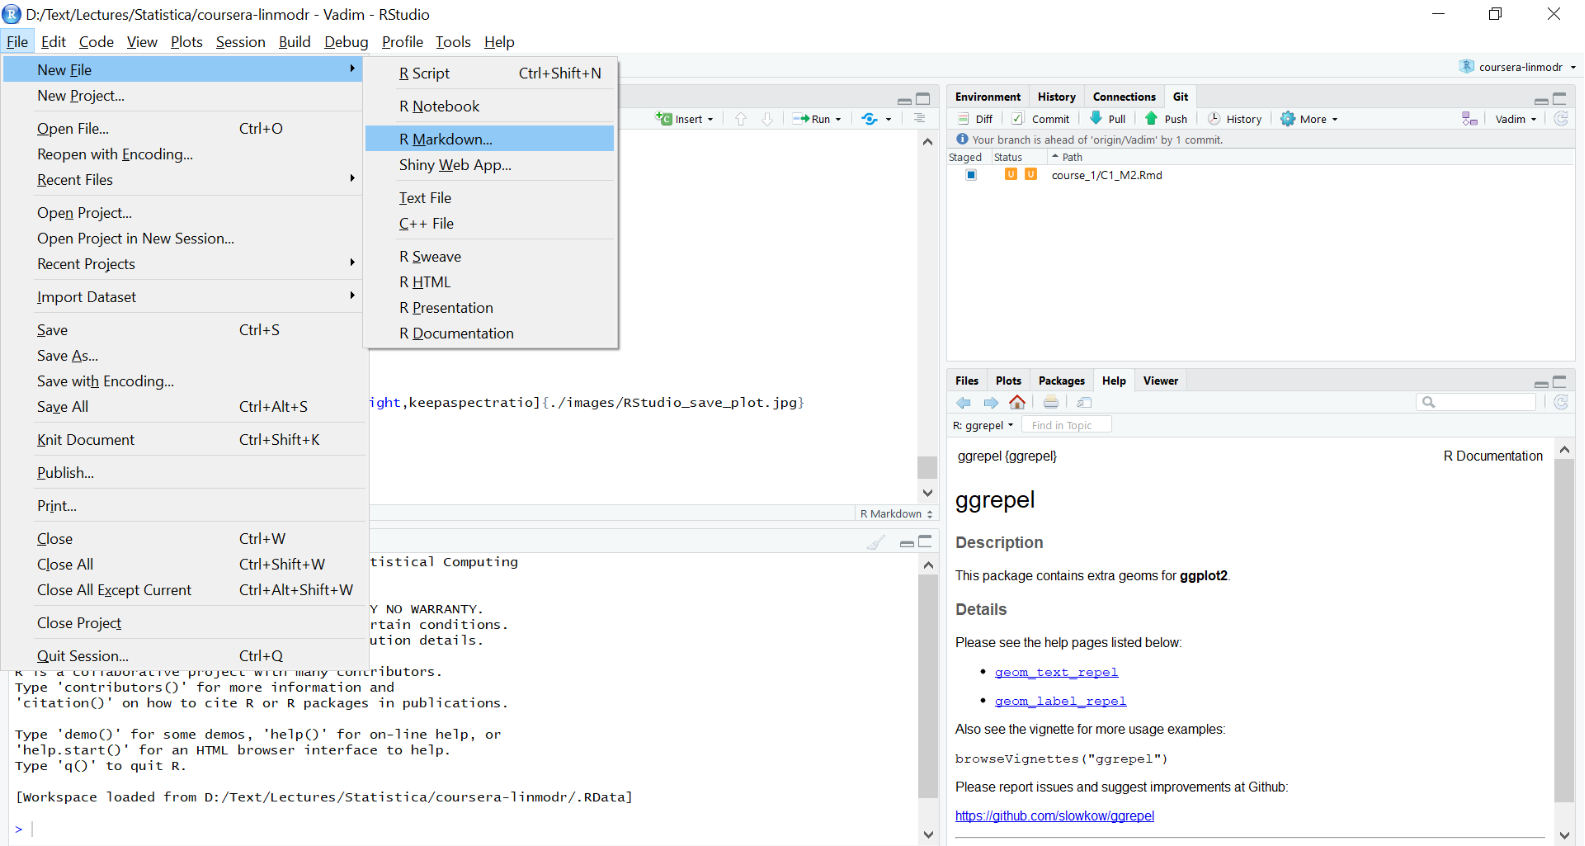 D:/Text/Lectures/Statistica/coursera-linmodr - Vadim - RStudio
File Edit Code View Plots Session Build Debug Profile Tools Help
New File
New Project...
Open File... Ctrl+O
Reopen with Encoding...
Recent Files
Open Project...
Open Project in New Session...
Recent Projects
Import Dataset
Save Ctrl+S
Save As...
Save with Encoding...
Save All Ctrl+Alt+S
Knit Document Ctrl+Shift+K
Publish...
Print...
Close Ctrl+W
Close All Ctrl+Shift+W
Close All Except Current Ctrl+Alt+Shift+W
Close Project
Quit Session... Ctrl+Q
R Script Ctrl+Shift+N
R Notebook
R Markdown...
Shiny Web App...
Text File
C++ File
R Sweave
R HTML
R Presentation
R Documentation
Insert Run
ight,keepaspectratio]{./images/RStudio_save_plot.jpg}
R Markdown
tistical Computing
Y NO WARRANTY.
rtain conditions.
ution details.
R is a collaborative project with many contributors.
Type 'contributors()' for more information and
'citation()' on how to cite R or R packages in publications.
Type 'demo()' for some demos, 'help()' for on-line help, or
'help.start()' for an HTML browser interface to help.
Type 'q()' to quit R.
[Workspace loaded from D:/Text/Lectures/Statistica/coursera-linmodr/.RData]
>
coursera-linmodr
Environment History Connections Git
Diff Commit Pull Push History More Vadim
Your branch is ahead of 'origin/Vadim' by 1 commit.
Staged Status Path
U U course_1/C1_M2.Rmd
Files Plots Packages Help Viewer
R: ggrepel Find in Topic
ggrepel {ggrepel} R Documentation
ggrepel
Description
This package contains extra geoms for ggplot2.
Details
Please see the help pages listed below:
• geom_text_repel
• geom_label_repel
Also see the vignette for more usage examples:
browseVignettes("ggrepel")
Please report issues and suggest improvements at Github:
https://github.com/slowkow/ggrepel